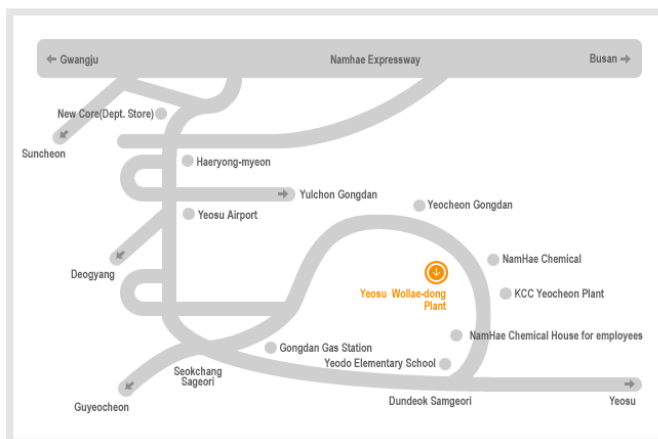 Gwangju
Namhae Expressway
Busan
New Core(Dept. Store)
Suncheon
Haeryong-myeon
Yulchon Gongdan
Yeocheon Gongdan
Yeosu Airport
NamHae Chemical
Deogyang
Yeosu Wollae-dong
Plant
KCC Yeocheon Plant
NamHae Chemical House for employees
Gongdan Gas Station
Yeodo Elementary School
Seokchang
Sageori
Guyeocheon
Dundeok Samgeori
Yeosu